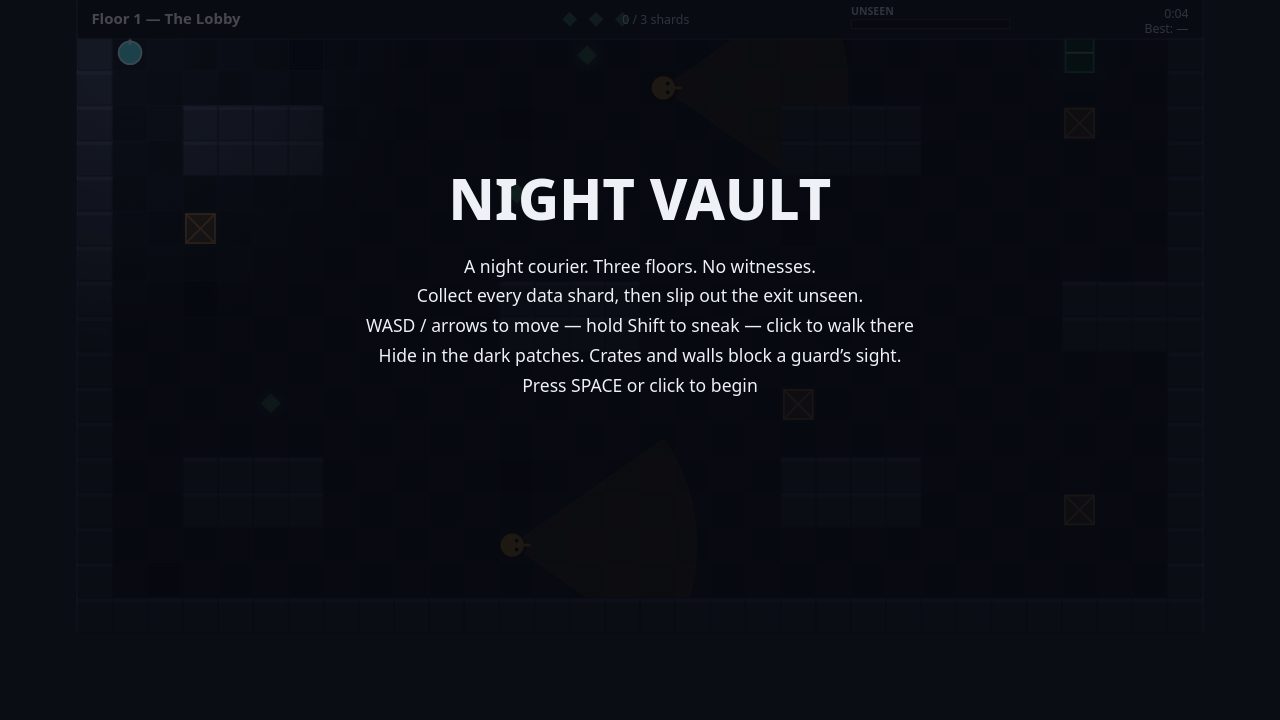 Floor 1 — The Lobby
0 / 3 shards
UNSEEN
0:04
Best: —
NIGHT VAULT
A night courier. Three floors. No witnesses.
Collect every data shard, then slip out the exit unseen.
WASD / arrows to move — hold Shift to sneak — click to walk there
Hide in the dark patches. Crates and walls block a guard’s sight.
Press SPACE or click to begin